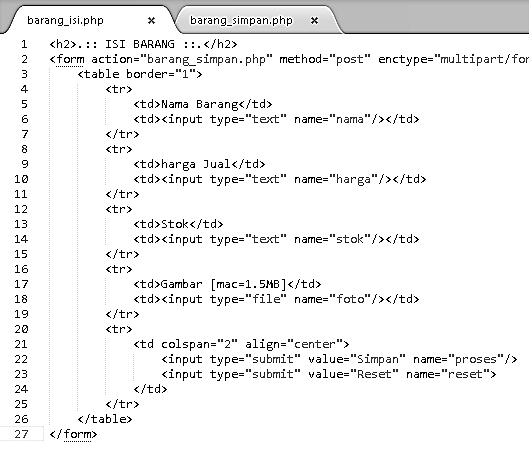 barang_isi.php × barang_simpan.php ×
1 <h2>.:: ISI BARANG ::.</h2>
2 <form action="barang_simpan.php" method="post" enctype="multipart/for
3 <table border="1">
4 <tr>
5 <td>Nama Barang</td>
6 <td><input type="text" name="nama"/></td>
7 </tr>
8 <tr>
9 <td>harga Jual</td>
10 <td><input type="text" name="harga"/></td>
11 </tr>
12 <tr>
13 <td>Stok</td>
14 <td><input type="text" name="stok"/></td>
15 </tr>
16 <tr>
17 <td>Gambar [mac=1.5MB]</td>
18 <td><input type="file" name="foto"/></td>
19 </tr>
20 <tr>
21 <td colspan="2" align="center">
22 <input type="submit" value="Simpan" name="proses"/>
23 <input type="submit" value="Reset" name="reset">
24 </td>
25 </tr>
26 </table>
27 </form>